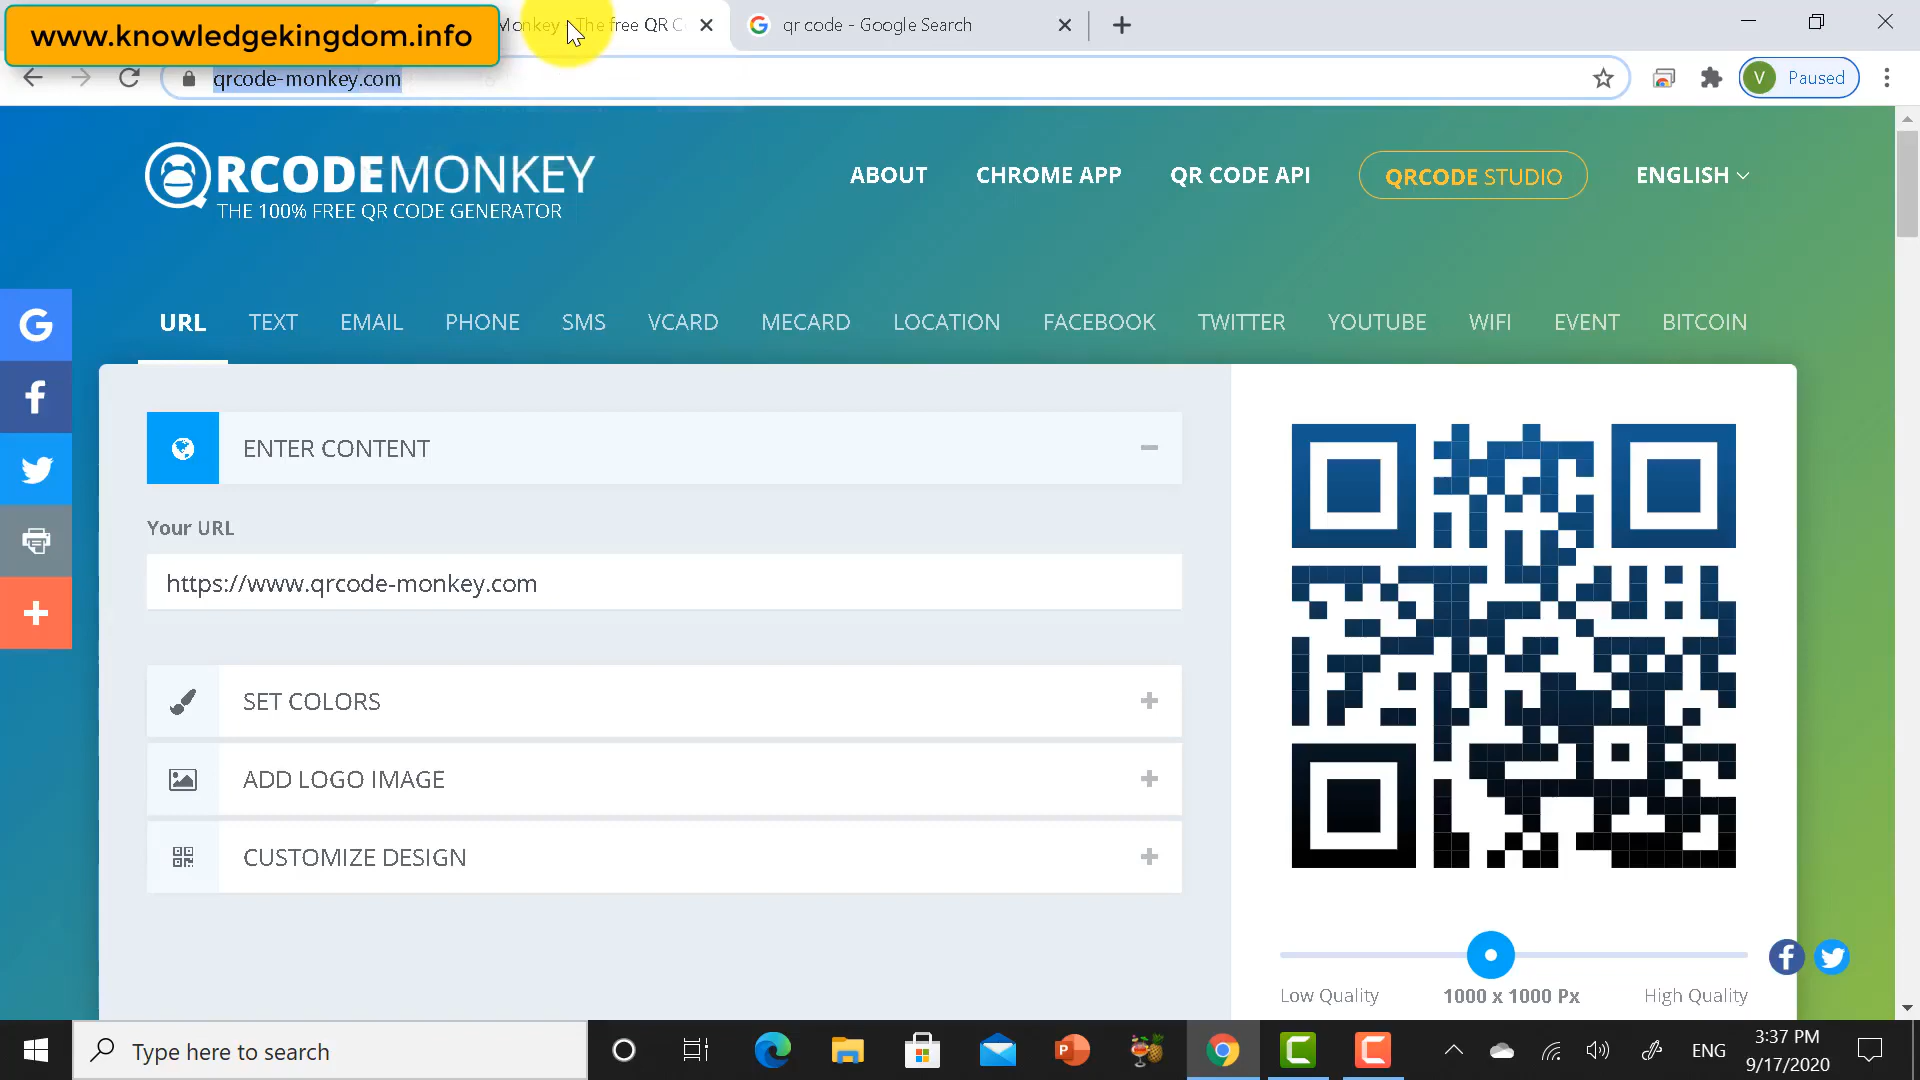 www.knowledgekingdom.info
Monkey - The free QR C
qr code - Google Search
qrcode-monkey.com
V
Paused
QRCODEMONKEY
THE 100% FREE QR CODE GENERATOR
ABOUT
CHROME APP
QR CODE API
QRCODE STUDIO
ENGLISH
URL
TEXT
EMAIL
PHONE
SMS
VCARD
MECARD
LOCATION
FACEBOOK
TWITTER
YOUTUBE
WIFI
EVENT
BITCOIN
ENTER CONTENT
Your URL
https://www.qrcode-monkey.com
SET COLORS
ADD LOGO IMAGE
CUSTOMIZE DESIGN
Low Quality
1000 x 1000 Px
High Quality
Type here to search
ENG
3:37 PM
9/17/2020